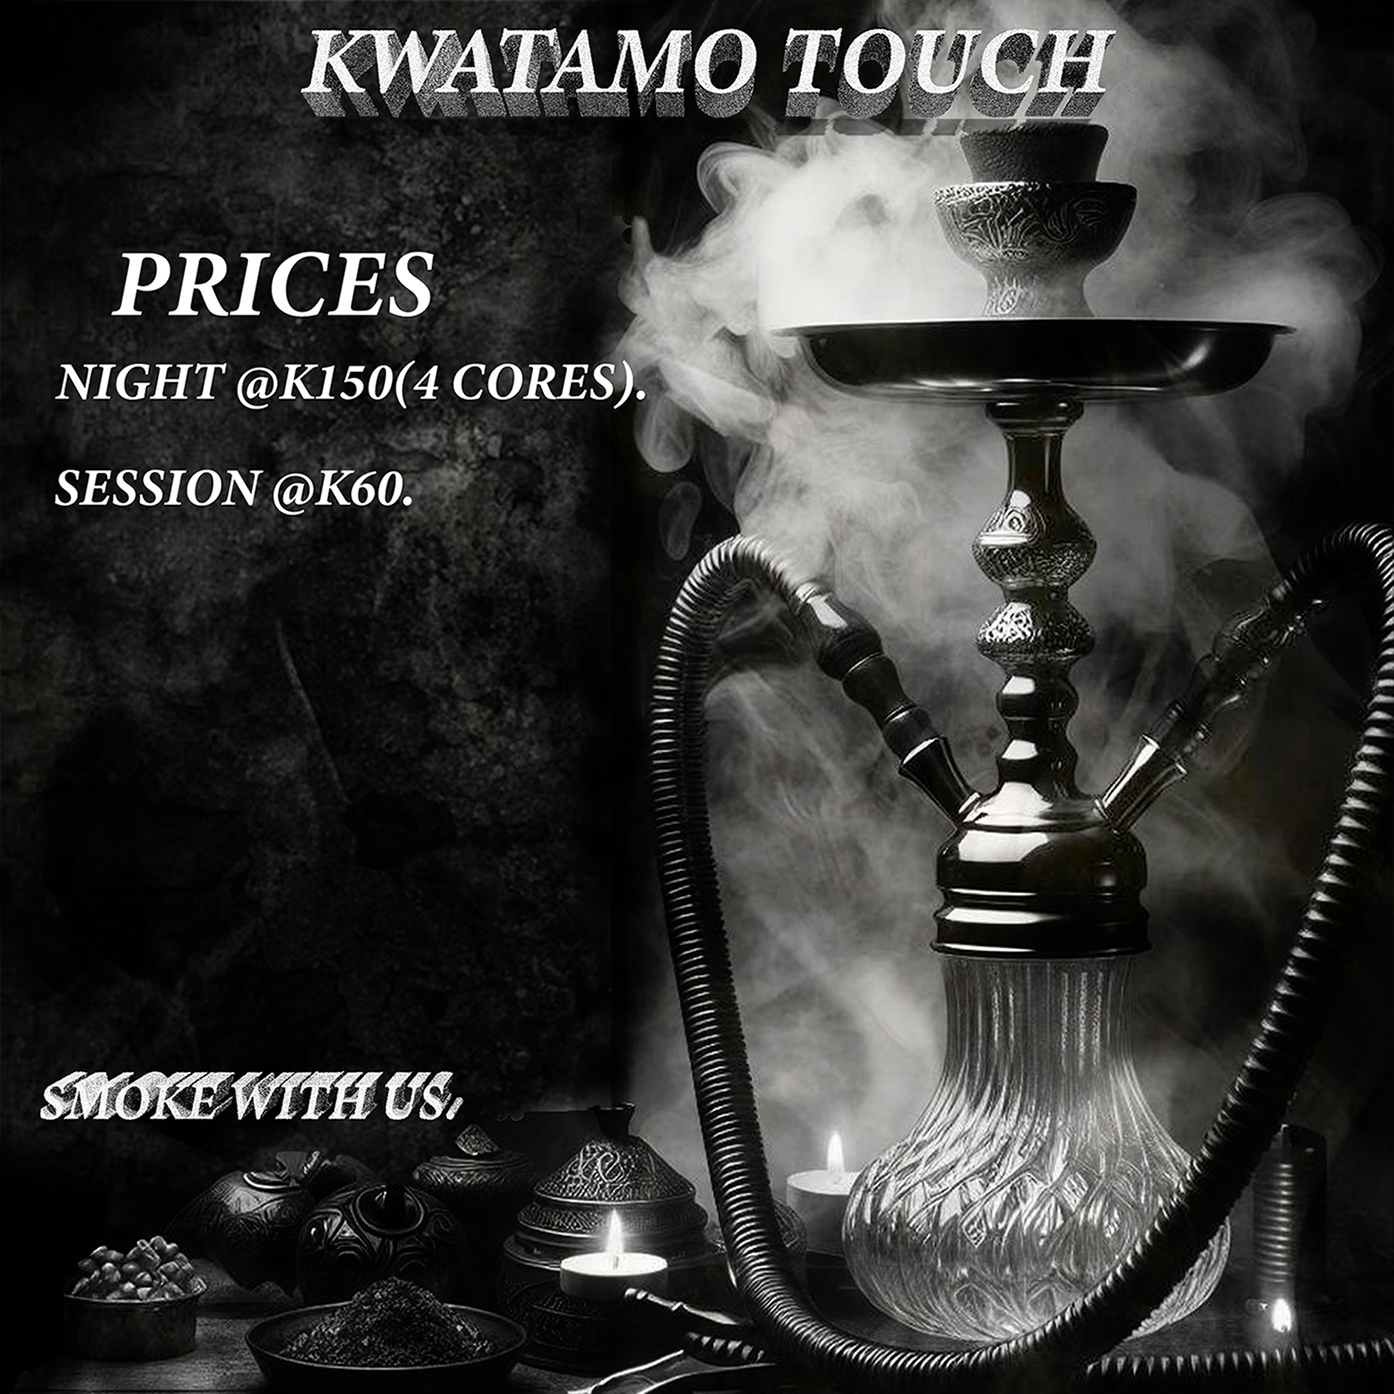 KWATAMO TOUCH
PRICES
NIGHT @K150(4 CORES).
SESSION @K60.
SMOKE WITH US.